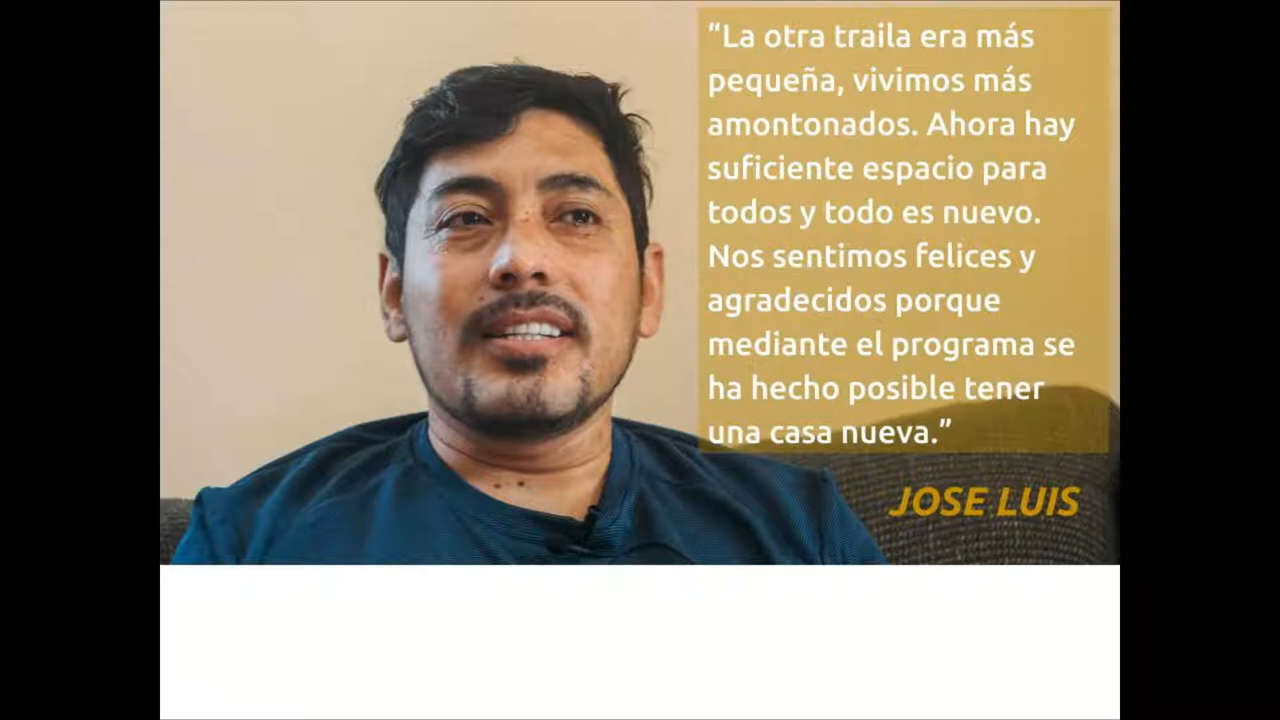 “La otra traila era más
pequeña, vivimos más
amontonados. Ahora hay
suficiente espacio para
todos y todo es nuevo.
Nos sentimos felices y
agradecidos porque
mediante el programa se
ha hecho posible tener
una casa nueva.”
JOSE LUIS